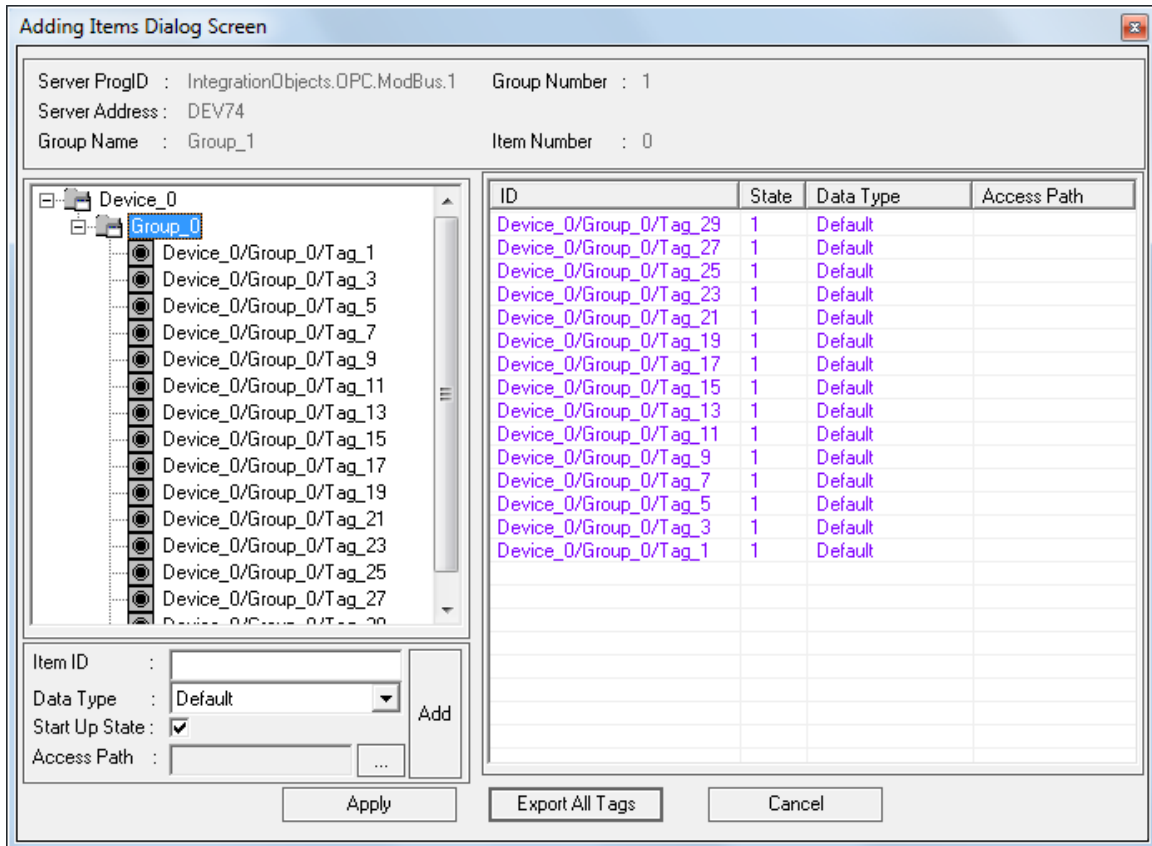 Adding Items Dialog Screen
Server ProgID : IntegrationObjects.OPC.ModBus.1 Group Number : 1
Server Address : DEV74
Group Name : Group_1 Item Number : 0
Device_0
Group_0
Device_0/Group_0/Tag_1
Device_0/Group_0/Tag_3
Device_0/Group_0/Tag_5
Device_0/Group_0/Tag_7
Device_0/Group_0/Tag_9
Device_0/Group_0/Tag_11
Device_0/Group_0/Tag_13
Device_0/Group_0/Tag_15
Device_0/Group_0/Tag_17
Device_0/Group_0/Tag_19
Device_0/Group_0/Tag_21
Device_0/Group_0/Tag_23
Device_0/Group_0/Tag_25
Device_0/Group_0/Tag_27
ID State Data Type Access Path
Device_0/Group_0/Tag_29 1 Default
Device_0/Group_0/Tag_27 1 Default
Device_0/Group_0/Tag_25 1 Default
Device_0/Group_0/Tag_23 1 Default
Device_0/Group_0/Tag_21 1 Default
Device_0/Group_0/Tag_19 1 Default
Device_0/Group_0/Tag_17 1 Default
Device_0/Group_0/Tag_15 1 Default
Device_0/Group_0/Tag_13 1 Default
Device_0/Group_0/Tag_11 1 Default
Device_0/Group_0/Tag_9 1 Default
Device_0/Group_0/Tag_7 1 Default
Device_0/Group_0/Tag_5 1 Default
Device_0/Group_0/Tag_3 1 Default
Device_0/Group_0/Tag_1 1 Default
Item ID :
Data Type : Default
Start Up State :
Access Path : ...
Add
Apply Export All Tags Cancel